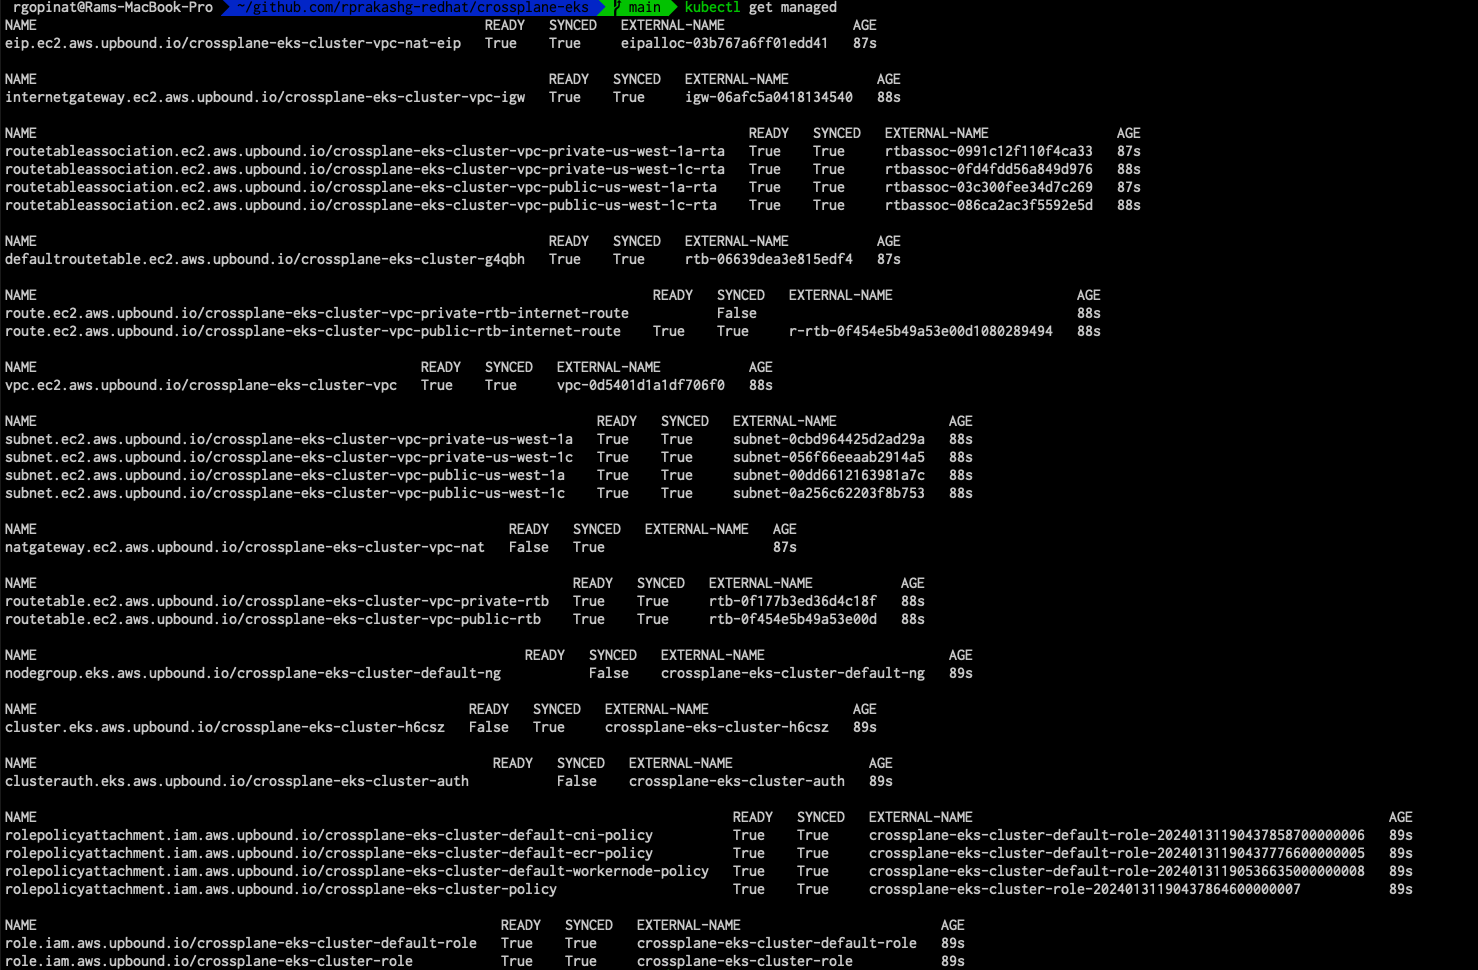 rgopinat@Rams-MacBook-Pro ~/github.com/rprakashg-redhat/crossplane-eks main kubectl get managed
NAME READY SYNCED EXTERNAL-NAME AGE
eip.ec2.aws.upbound.io/crossplane-eks-cluster-vpc-nat-eip True True eipalloc-03b767a6ff01edd41 87s
NAME READY SYNCED EXTERNAL-NAME AGE
internetgateway.ec2.aws.upbound.io/crossplane-eks-cluster-vpc-igw True True igw-06afc5a0418134540 88s
NAME READY SYNCED EXTERNAL-NAME AGE
routetableassociation.ec2.aws.upbound.io/crossplane-eks-cluster-vpc-private-us-west-1a-rta True True rtbassoc-0991c12f110f4ca33 87s
routetableassociation.ec2.aws.upbound.io/crossplane-eks-cluster-vpc-private-us-west-1c-rta True True rtbassoc-0fd4fdd56a849d976 88s
routetableassociation.ec2.aws.upbound.io/crossplane-eks-cluster-vpc-public-us-west-1a-rta True True rtbassoc-03c300fee34d7c269 87s
routetableassociation.ec2.aws.upbound.io/crossplane-eks-cluster-vpc-public-us-west-1c-rta True True rtbassoc-086ca2ac3f5592e5d 88s
NAME READY SYNCED EXTERNAL-NAME AGE
defaultroutetable.ec2.aws.upbound.io/crossplane-eks-cluster-g4qbh True True rtb-06639dea3e815edf4 87s
NAME READY SYNCED EXTERNAL-NAME AGE
route.ec2.aws.upbound.io/crossplane-eks-cluster-vpc-private-rtb-internet-route False 88s
route.ec2.aws.upbound.io/crossplane-eks-cluster-vpc-public-rtb-internet-route True True r-rtb-0f454e5b49a53e00d1080289494 88s
NAME READY SYNCED EXTERNAL-NAME AGE
vpc.ec2.aws.upbound.io/crossplane-eks-cluster-vpc True True vpc-0d5401d1a1df706f0 88s
NAME READY SYNCED EXTERNAL-NAME AGE
subnet.ec2.aws.upbound.io/crossplane-eks-cluster-vpc-private-us-west-1a True True subnet-0cbd964425d2ad29a 88s
subnet.ec2.aws.upbound.io/crossplane-eks-cluster-vpc-private-us-west-1c True True subnet-056f66eeaab2914a5 88s
subnet.ec2.aws.upbound.io/crossplane-eks-cluster-vpc-public-us-west-1a True True subnet-00dd6612163981a7c 88s
subnet.ec2.aws.upbound.io/crossplane-eks-cluster-vpc-public-us-west-1c True True subnet-0a256c62203f8b753 88s
NAME READY SYNCED EXTERNAL-NAME AGE
natgateway.ec2.aws.upbound.io/crossplane-eks-cluster-vpc-nat False True 87s
NAME READY SYNCED EXTERNAL-NAME AGE
routetable.ec2.aws.upbound.io/crossplane-eks-cluster-vpc-private-rtb True True rtb-0f177b3ed36d4c18f 88s
routetable.ec2.aws.upbound.io/crossplane-eks-cluster-vpc-public-rtb True True rtb-0f454e5b49a53e00d 88s
NAME READY SYNCED EXTERNAL-NAME AGE
nodegroup.eks.aws.upbound.io/crossplane-eks-cluster-default-ng False crossplane-eks-cluster-default-ng 89s
NAME READY SYNCED EXTERNAL-NAME AGE
cluster.eks.aws.upbound.io/crossplane-eks-cluster-h6csz False True crossplane-eks-cluster-h6csz 89s
NAME READY SYNCED EXTERNAL-NAME AGE
clusterauth.eks.aws.upbound.io/crossplane-eks-cluster-auth False crossplane-eks-cluster-auth 89s
NAME READY SYNCED EXTERNAL-NAME AGE
rolepolicyattachment.iam.aws.upbound.io/crossplane-eks-cluster-default-cni-policy True True crossplane-eks-cluster-default-role-20240131190437858700000006 89s
rolepolicyattachment.iam.aws.upbound.io/crossplane-eks-cluster-default-ecr-policy True True crossplane-eks-cluster-default-role-20240131190437776600000005 89s
rolepolicyattachment.iam.aws.upbound.io/crossplane-eks-cluster-default-workernode-policy True True crossplane-eks-cluster-default-role-20240131190536635000000008 89s
rolepolicyattachment.iam.aws.upbound.io/crossplane-eks-cluster-policy True True crossplane-eks-cluster-role-20240131190437864600000007 89s
NAME READY SYNCED EXTERNAL-NAME AGE
role.iam.aws.upbound.io/crossplane-eks-cluster-default-role True True crossplane-eks-cluster-default-role 89s
role.iam.aws.upbound.io/crossplane-eks-cluster-role True True crossplane-eks-cluster-role 89s